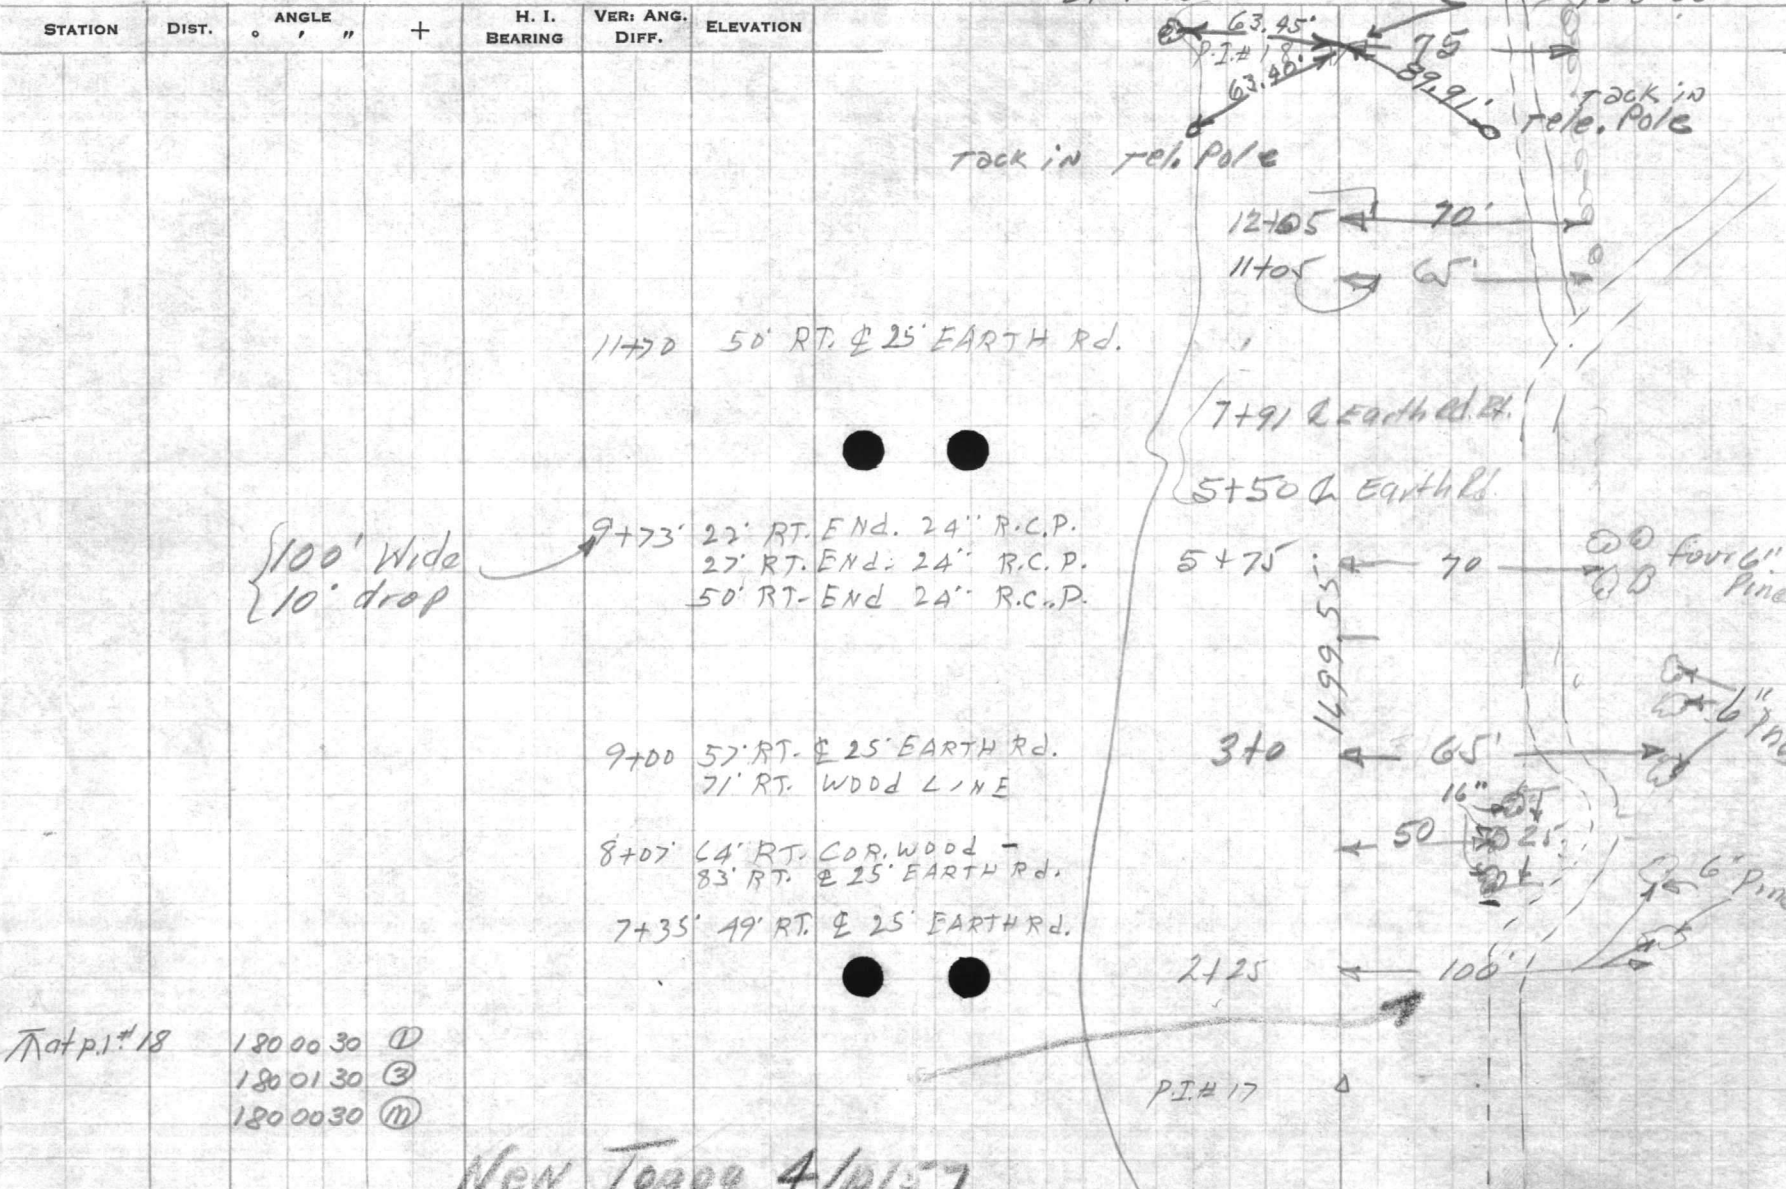 STATION DIST. ANGLE ° ' " + H. I. BEARING VER: ANG. DIFF. ELEVATION
11+70 50' RT. ℄ 25' EARTH Rd.
{100' Wide
10' drop
9+73' 22' RT. END. 24" R.C.P.
27' RT. END. 24" R.C.P.
50' RT- END 24" R.C.P.
9+00 57' RT- ℄ 25' EARTH Rd.
71' RT. WOOD LINE
8+07' 64' RT. COR. WOOD -
83' RT. ℄ 25' EARTH Rd.
7+35' 49' RT. ℄ 25' EARTH Rd.
at p.I #18 180 00 30 ①
180 01 30 ③
180 00 30 (m)
New
63.45'
P.I.# 18
75
63.40'
89.91'
Tack in
Tele. Pole
Tack in Tel. Pole
12+05 70'
11+05 65'
7+91 ℄ Earth Rd. Rt.
5+50 ℄ Earth Rd
5+75 70 four 6"
Pine
1499.55'
6"
3+0 65'
16"
50 25
6" Pin
2+25 100'
P.I.# 17